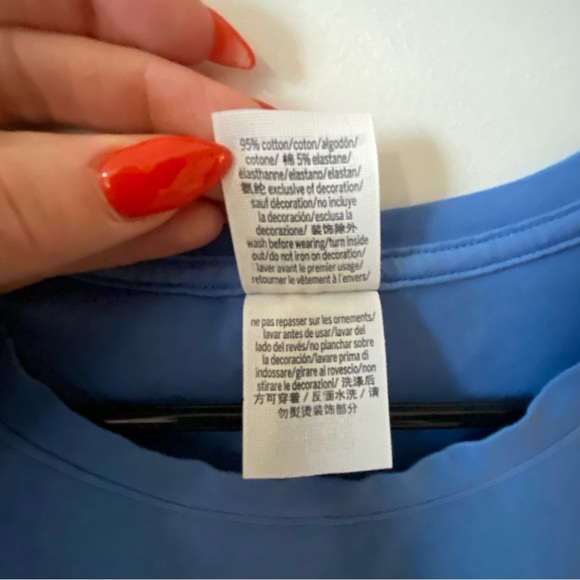 95% cotton/coton/algodón/
cotone/ 棉 5% elastane/
élasthanne/elastano/elastan/
氨纶 exclusive of decoration/
sauf décoration/no incluye
la decoración/esclusa la
decorazione/ 装饰除外
wash before wearing/turn inside
out/do not iron on decoration/
laver avant le premier usage/
retourner le vêtement à l'envers/
ne pas repasser sur les ornements/
lavar antes de usar/lavar del
lado del revés/no planchar sobre
la decoración/lavare prima di
indossare/girare al rovescio/non
stirare le decorazioni/ 洗涤后
方可穿着 / 反面水洗 / 请
勿熨烫装饰部分